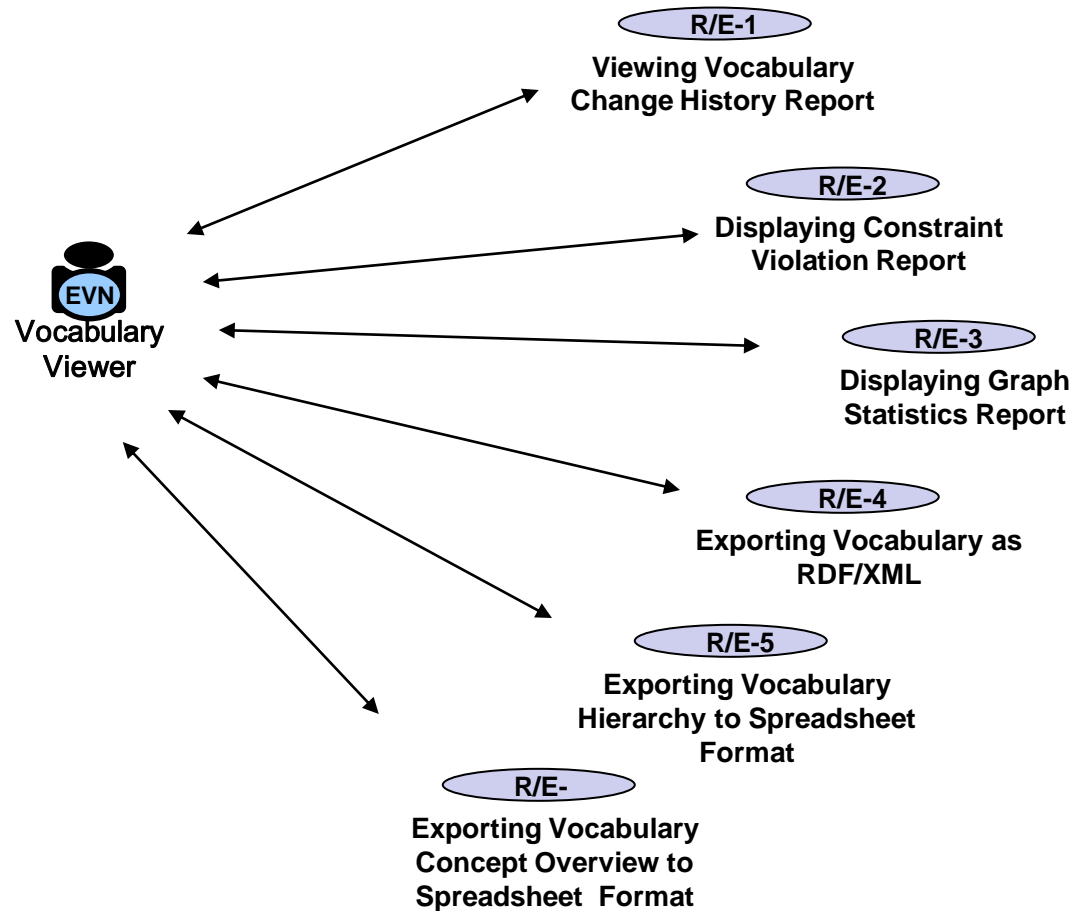 R/E-1
Viewing Vocabulary
Change History Report
R/E-2
Displaying Constraint
Violation Report
EVN
Vocabulary
Viewer
R/E-3
Displaying Graph
Statistics Report
R/E-4
Exporting Vocabulary as
RDF/XML
R/E-5
Exporting Vocabulary
Hierarchy to Spreadsheet
Format
R/E-
Exporting Vocabulary
Concept Overview to
Spreadsheet Format